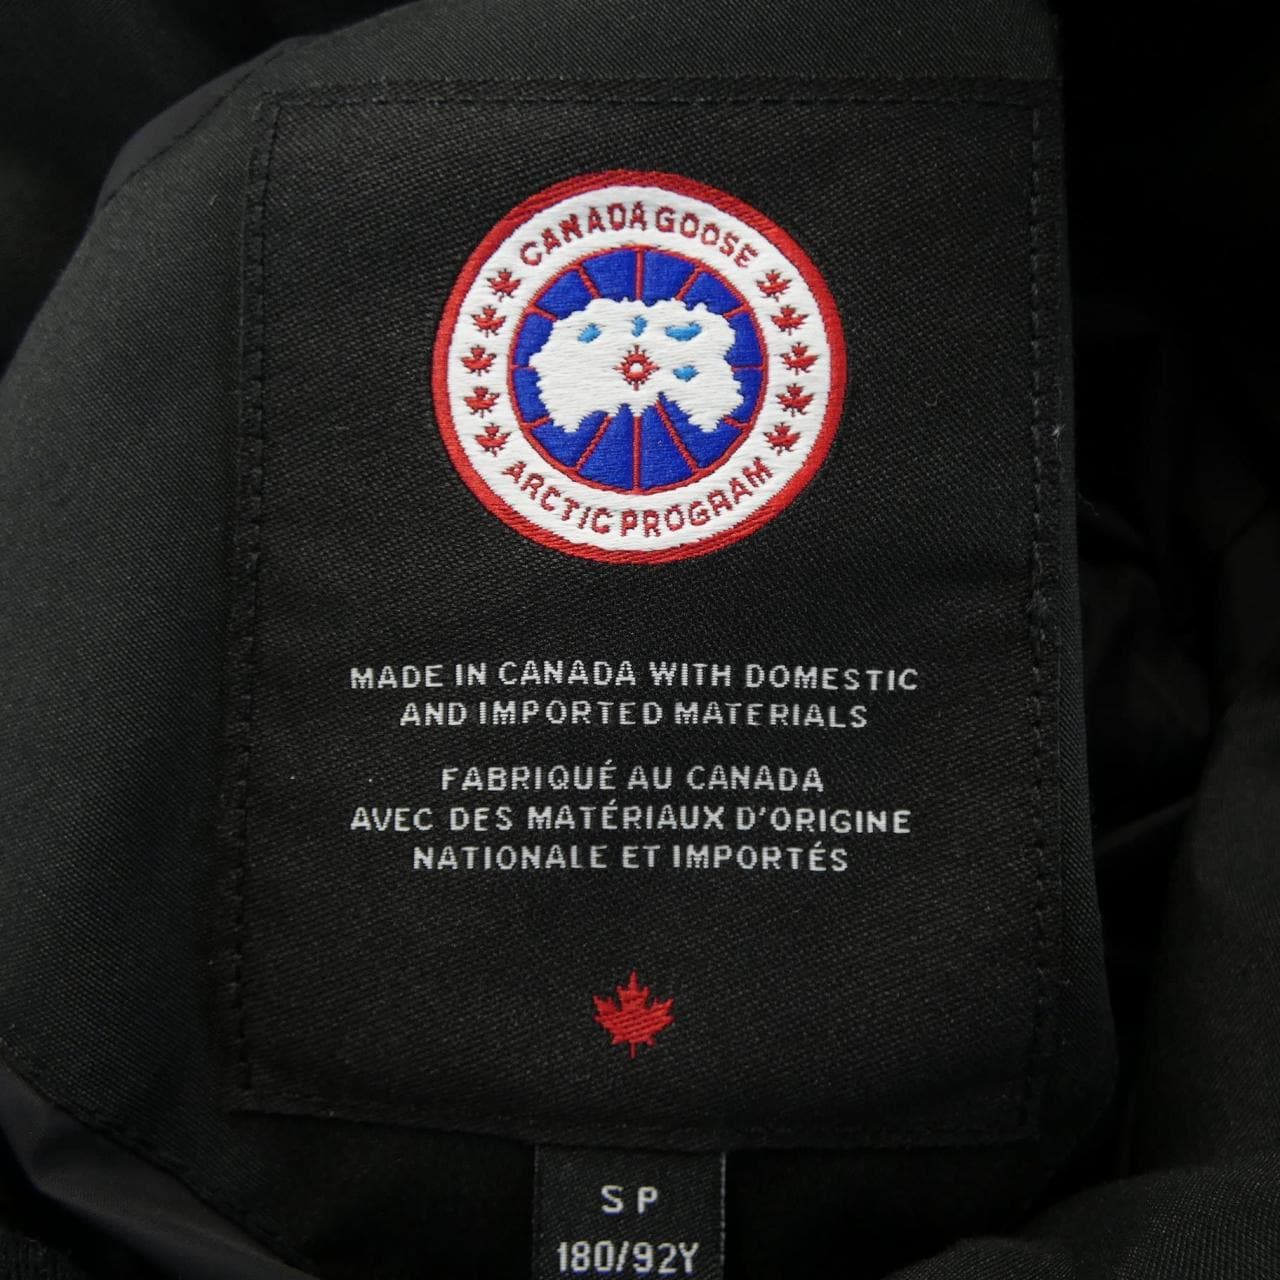 CANADA GOOSE
ARCTIC PROGRAM
MADE IN CANADA WITH DOMESTIC
AND IMPORTED MATERIALS
FABRIQUÉ AU CANADA
AVEC DES MATÉRIAUX D'ORIGINE
NATIONALE ET IMPORTÉS
S P
180/92Y